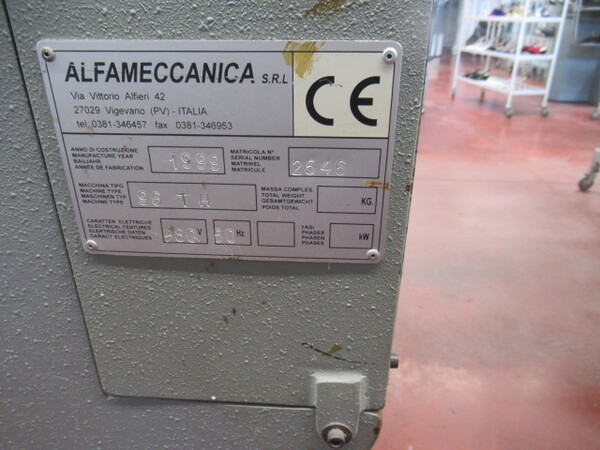 ALFAMECCANICA S.R.L
Via Vittorio Alfieri 42
27029 Vigevano (PV) - ITALIA
tel. 0381-346457 fax 0381-346953
CE
ANNO DI COSTRUZIONE
MANUFACTURE YEAR
BAUJAHR
ANNÉE DE FABRICATION
1999
MATRICOLA N°
SERIAL NUMBER
MATRIKEL
MATRICULE
2545
MACCHINA TIPO
MACHINE TYPE
MASCHINEN TYP
MACHINE TYPE
96 T A
MASSA COMPLES.
TOTAL WEIGHT
GESAMTGEWICHT
POIDS TOTAL
KG.
CARATTER. ELETTRICHE
ELECTRICAL FEATURES
ELEKTRISCHE DATEN
CARACT ELECTRIQUES
V
50 Hz
FASI
PHASES
PHASEN
PHASES
kW